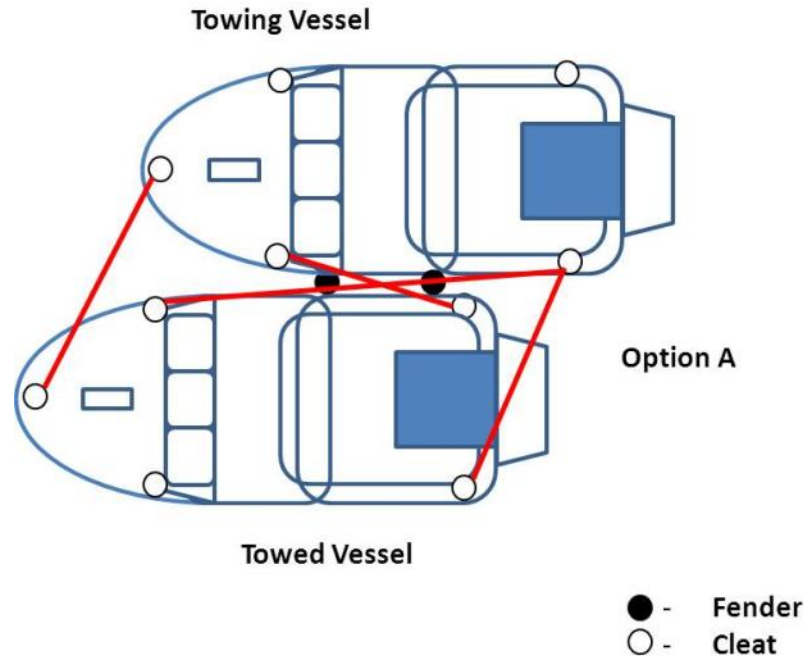 Towing Vessel
Option A
Towed Vessel
- Fender
- Cleat